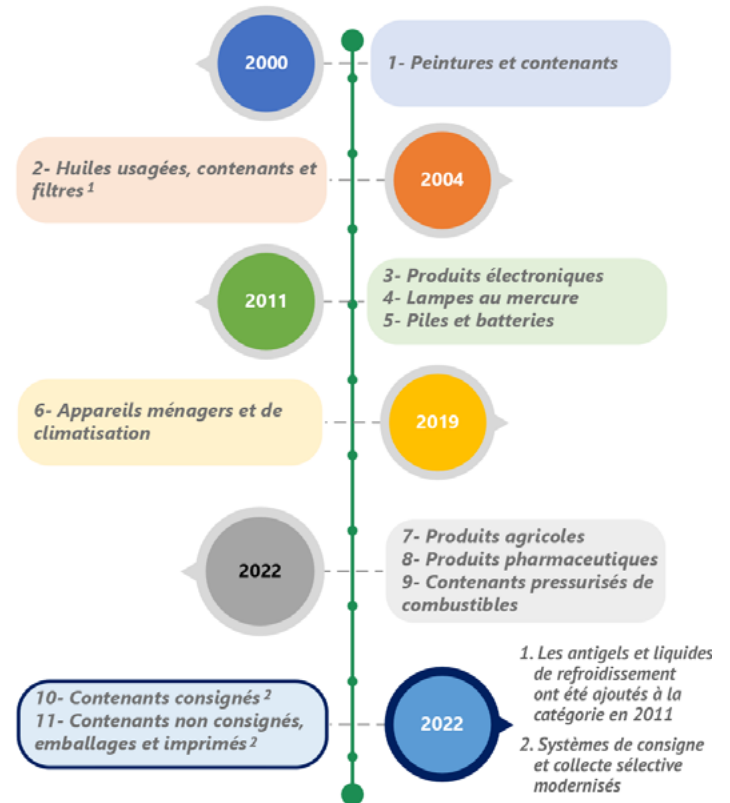 2000
1- Peintures et contenants
2- Huiles usagées, contenants et
filtres ¹
2004
2011
3- Produits électroniques
4- Lampes au mercure
5- Piles et batteries
6- Appareils ménagers et de
climatisation
2019
2022
7- Produits agricoles
8- Produits pharmaceutiques
9- Contenants pressurisés de
combustibles
10- Contenants consignés ²
11- Contenants non consignés,
emballages et imprimés ²
2022
1. Les antigels et liquides
de refroidissement
ont été ajoutés à la
catégorie en 2011
2. Systèmes de consigne
et collecte sélective
modernisés